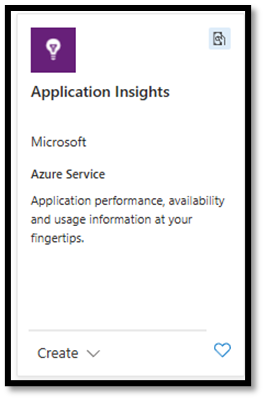 Application Insights
Microsoft
Azure Service
Application performance, availability
and usage information at your
fingertips.
Create